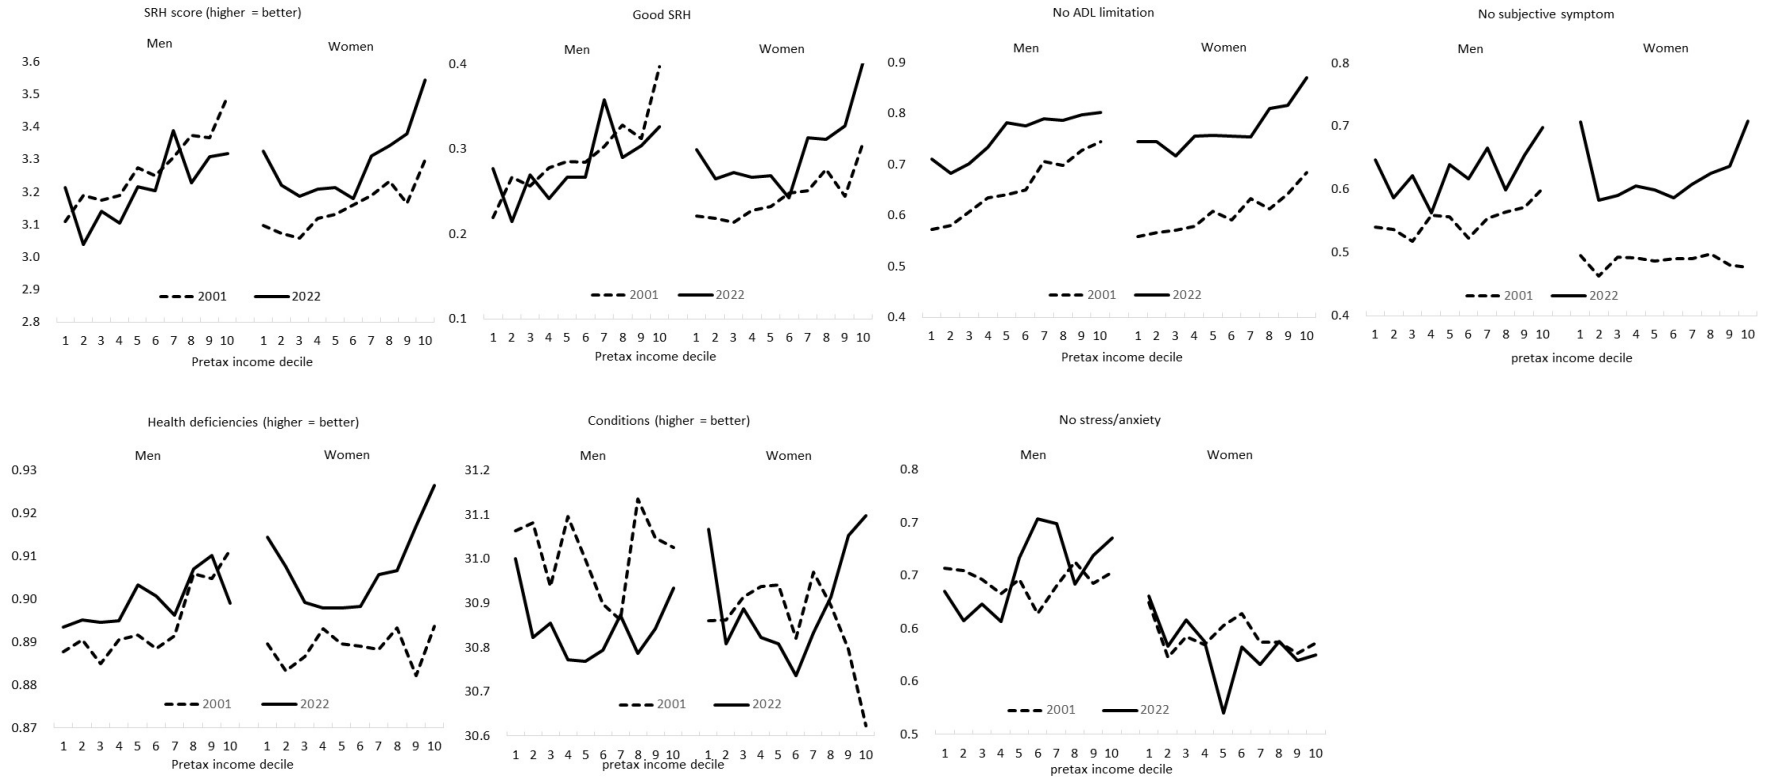 SRH score (higher = better)
Men
Women
3.6
3.5
3.4
3.3
3.2
3.1
3.0
2.9
2.8
2001
2022
1 2 3 4 5 6 7 8 9 10 1 2 3 4 5 6 7 8 9 10
Pretax income decile
Good SRH
Men
Women
0.4
0.3
0.2
0.1
2001
2022
1 2 3 4 5 6 7 8 9 10 1 2 3 4 5 6 7 8 9 10
Pretax income decile
No ADL limitation
Men
Women
0.9
0.8
0.7
0.6
0.5
0.4
2001
2022
1 2 3 4 5 6 7 8 9 10 1 2 3 4 5 6 7 8 9 10
Pretax income decile
No subjective symptom
Men
Women
0.8
0.7
0.6
0.5
0.4
2001
2022
1 2 3 4 5 6 7 8 9 10 1 2 3 4 5 6 7 8 9 10
pretax income decile
Health deficiencies (higher = better)
Men
Women
0.93
0.92
0.91
0.90
0.89
0.88
0.87
2001
2022
1 2 3 4 5 6 7 8 9 10 1 2 3 4 5 6 7 8 9 10
Pretax income decile
Conditions (higher = better)
Men
Women
31.2
31.1
31.0
30.9
30.8
30.7
30.6
2001
2022
1 2 3 4 5 6 7 8 9 10 1 2 3 4 5 6 7 8 9 10
pretax income decile
No stress/anxiety
Men
Women
0.8
0.7
0.7
0.6
0.6
0.5
2001
2022
1 2 3 4 5 6 7 8 9 10 1 2 3 4 5 6 7 8 9 10
pretax income decile